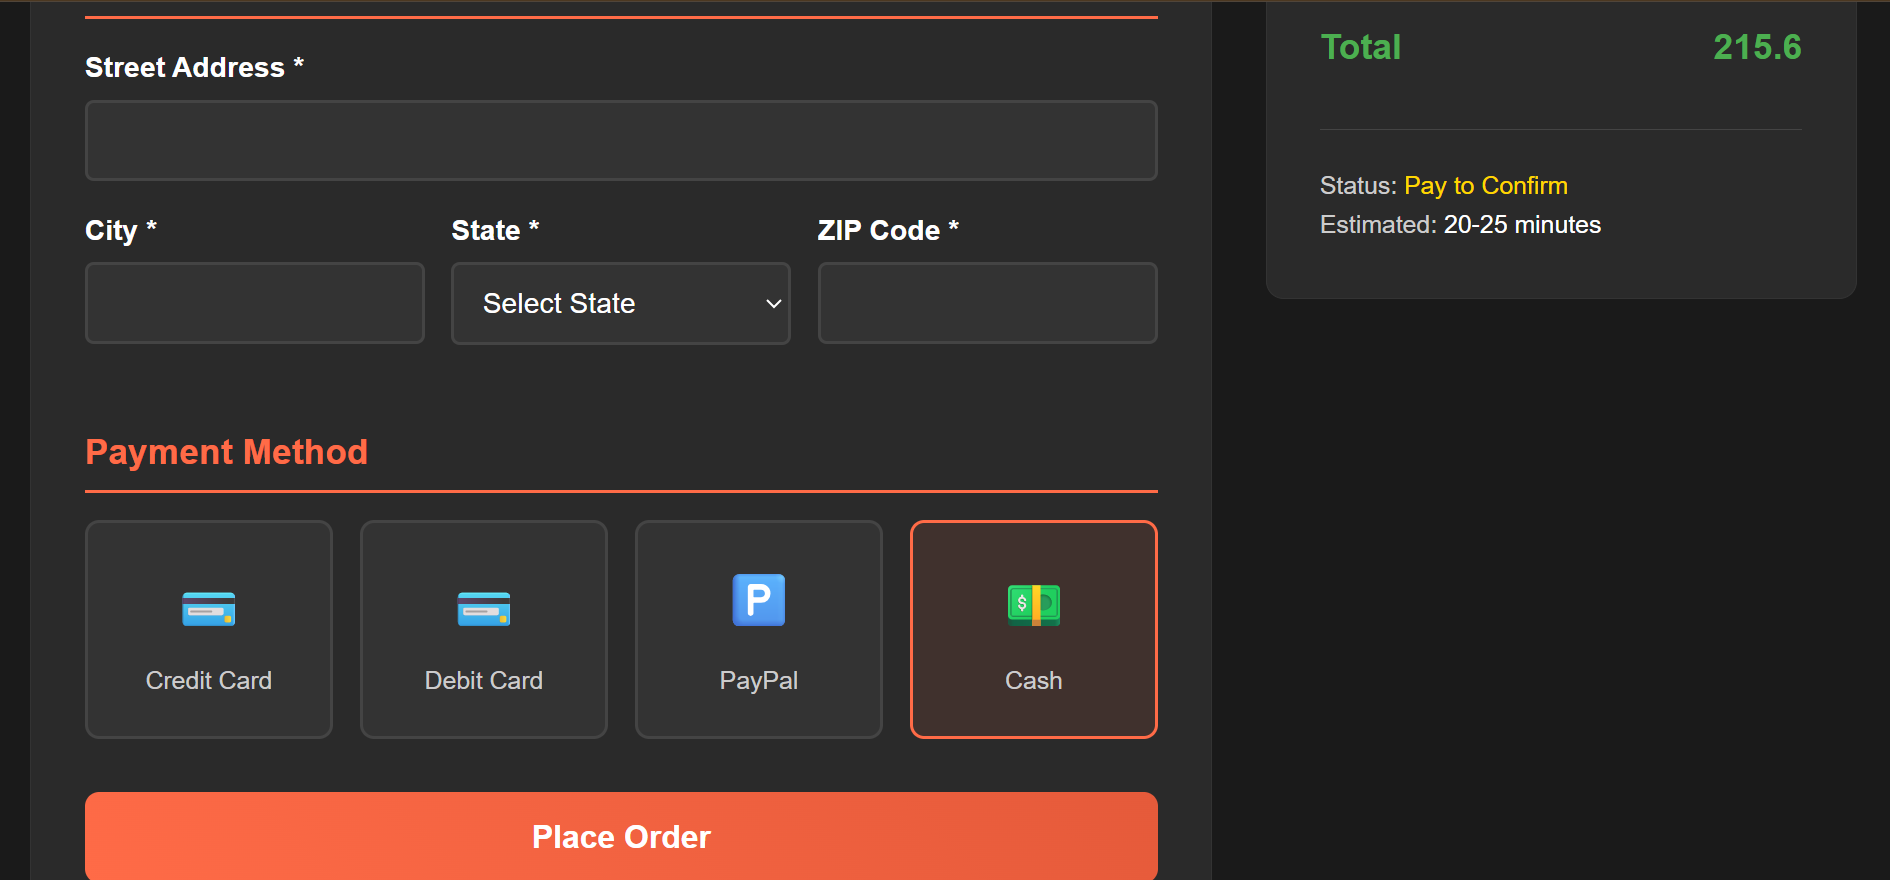 Street Address *
City *
State *
ZIP Code *
Select State
Payment Method
Credit Card
Debit Card
P
PayPal
$
Cash
Place Order
Total
215.6
Status: Pay to Confirm
Estimated: 20-25 minutes